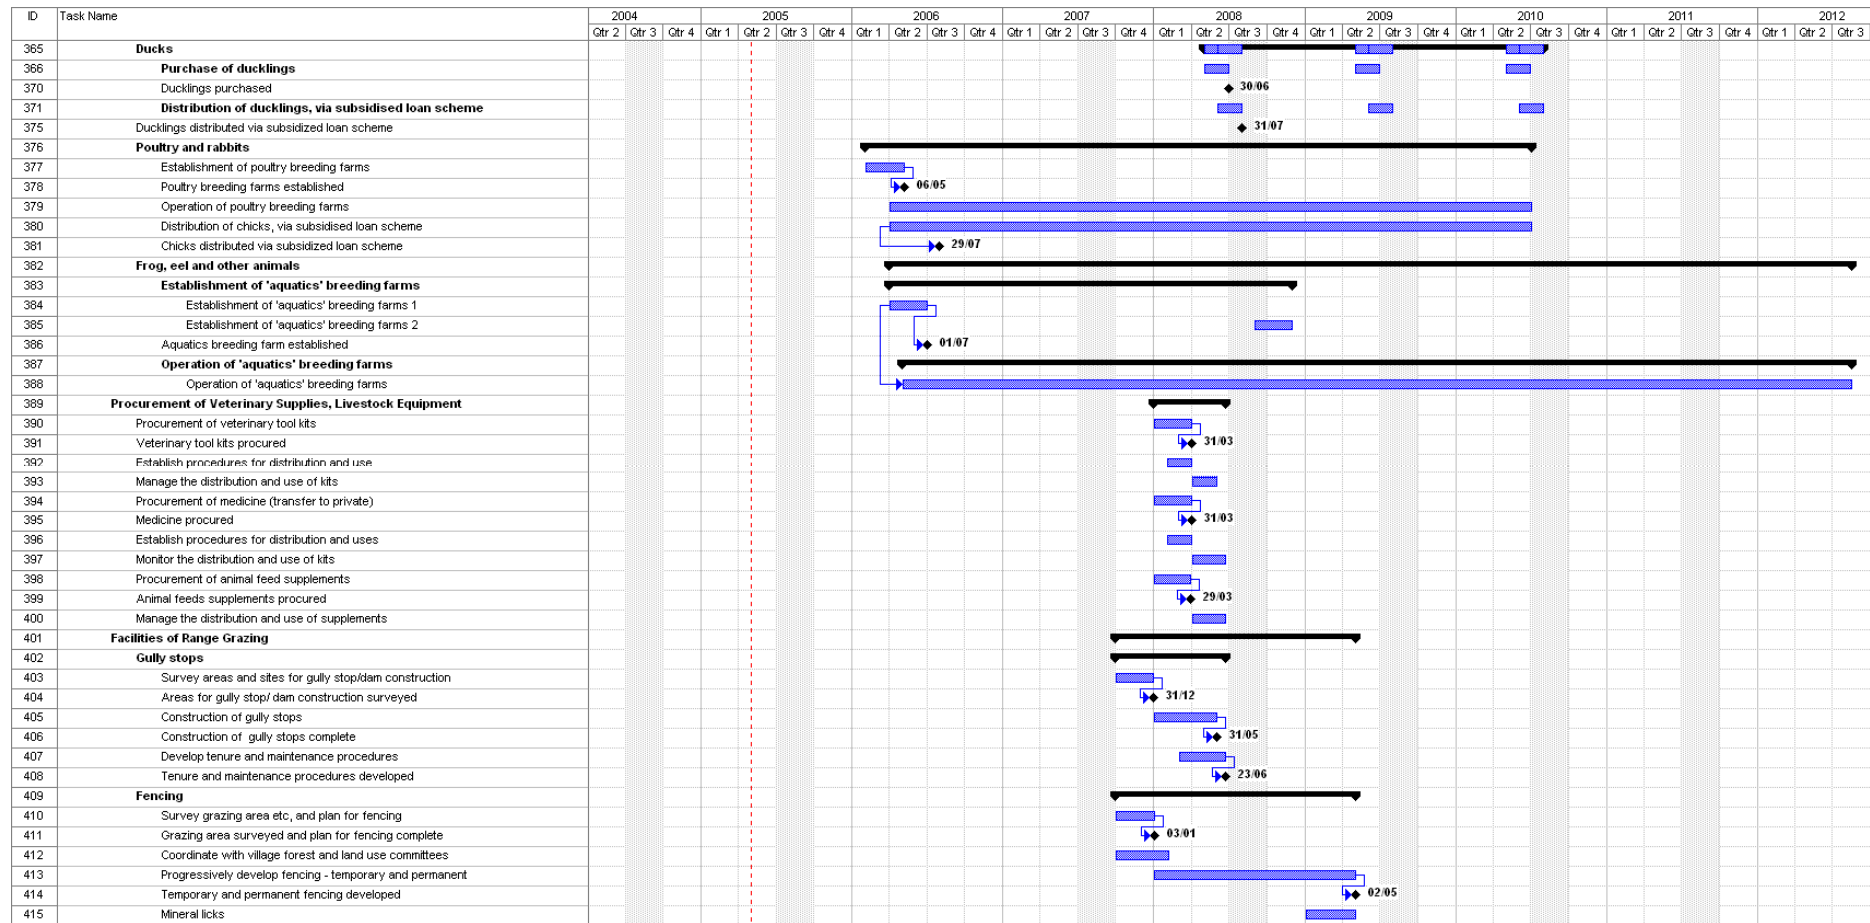 ID Task Name 2004 2005 2006 2007 2008 2009 2010 2011 2012
Qtr 2 Qtr 3 Qtr 4 Qtr 1 Qtr 2 Qtr 3 Qtr 4 Qtr 1 Qtr 2 Qtr 3 Qtr 4 Qtr 1 Qtr 2 Qtr 3 Qtr 4 Qtr 1 Qtr 2 Qtr 3 Qtr 4 Qtr 1 Qtr 2 Qtr 3 Qtr 4 Qtr 1 Qtr 2 Qtr 3 Qtr 4 Qtr 1 Qtr 2 Qtr 3 Qtr 4 Qtr 1 Qtr 2 Qtr 3
365 Ducks
366 Purchase of ducklings
370 Ducklings purchased 30/06
371 Distribution of ducklings, via subsidised loan scheme
375 Ducklings distributed via subsidized loan scheme 31/07
376 Poultry and rabbits
377 Establishment of poultry breeding farms
378 Poultry breeding farms established 06/05
379 Operation of poultry breeding farms
380 Distribution of chicks, via subsidised loan scheme
381 Chicks distributed via subsidized loan scheme 29/07
382 Frog, eel and other animals
383 Establishment of 'aquatics' breeding farms
384 Establishment of 'aquatics' breeding farms 1
385 Establishment of 'aquatics' breeding farms 2
386 Aquatics breeding farm established 01/07
387 Operation of 'aquatics' breeding farms
388 Operation of 'aquatics' breeding farms
389 Procurement of Veterinary Supplies, Livestock Equipment
390 Procurement of veterinary tool kits
391 Veterinary tool kits procured 31/03
392 Establish procedures for distribution and use
393 Manage the distribution and use of kits
394 Procurement of medicine (transfer to private)
395 Medicine procured 31/03
396 Establish procedures for distribution and uses
397 Monitor the distribution and use of kits
398 Procurement of animal feed supplements
399 Animal feeds supplements procured 29/03
400 Manage the distribution and use of supplements
401 Facilities of Range Grazing
402 Gully stops
403 Survey areas and sites for gully stop/dam construction
404 Areas for gully stop/ dam construction surveyed 31/12
405 Construction of gully stops
406 Construction of gully stops complete 31/05
407 Develop tenure and maintenance procedures
408 Tenure and maintenance procedures developed 23/06
409 Fencing
410 Survey grazing area etc, and plan for fencing
411 Grazing area surveyed and plan for fencing complete 03/01
412 Coordinate with village forest and land use committees
413 Progressively develop fencing - temporary and permanent
414 Temporary and permanent fencing developed 02/05
415 Mineral licks